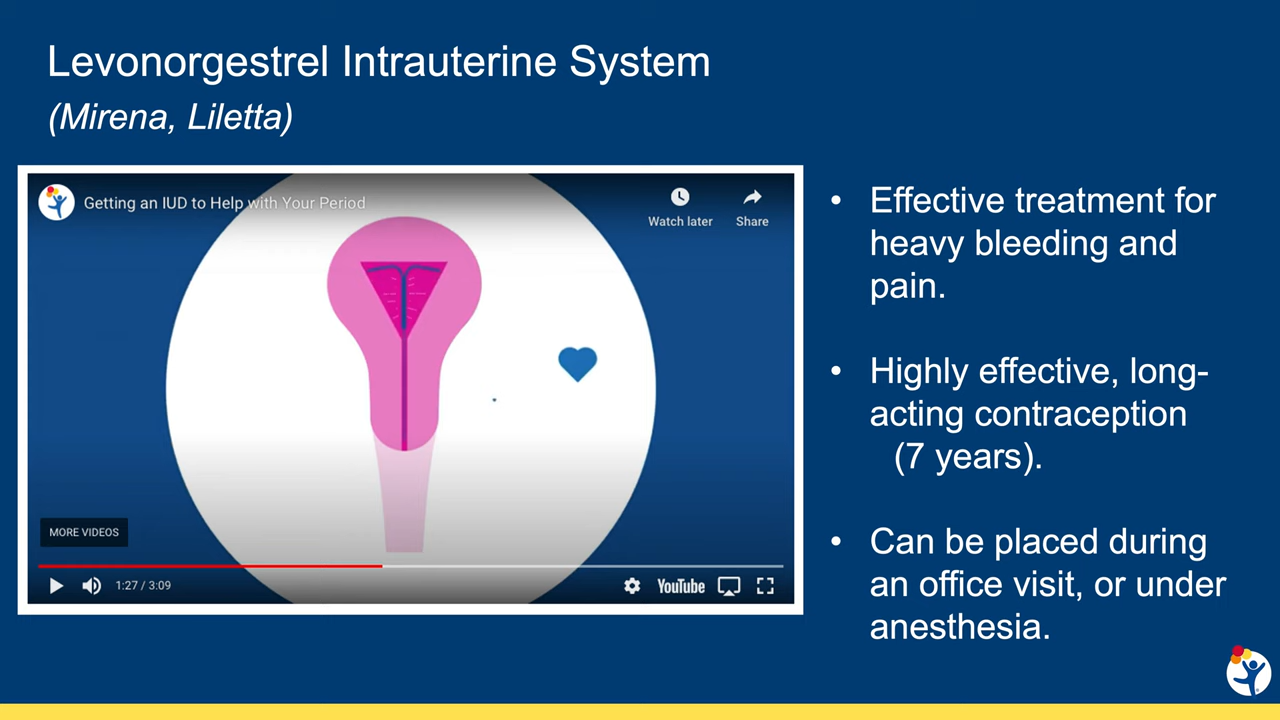 Levonorgestrel Intrauterine System
(Mirena, Liletta)
Getting an IUD to Help with Your Period
Watch later
Share
MORE VIDEOS
1:27 / 3:09
YouTube
• Effective treatment for
heavy bleeding and
pain.
• Highly effective, long-
acting contraception
(7 years).
• Can be placed during
an office visit, or under
anesthesia.